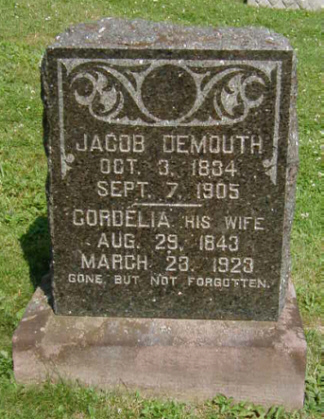 JACOB DEMOUTH
OCT. 3, 1834
SEPT. 7, 1905
CORDELIA HIS WIFE
AUG. 29, 1843
MARCH 23, 1923
GONE, BUT NOT FORGOTTEN.